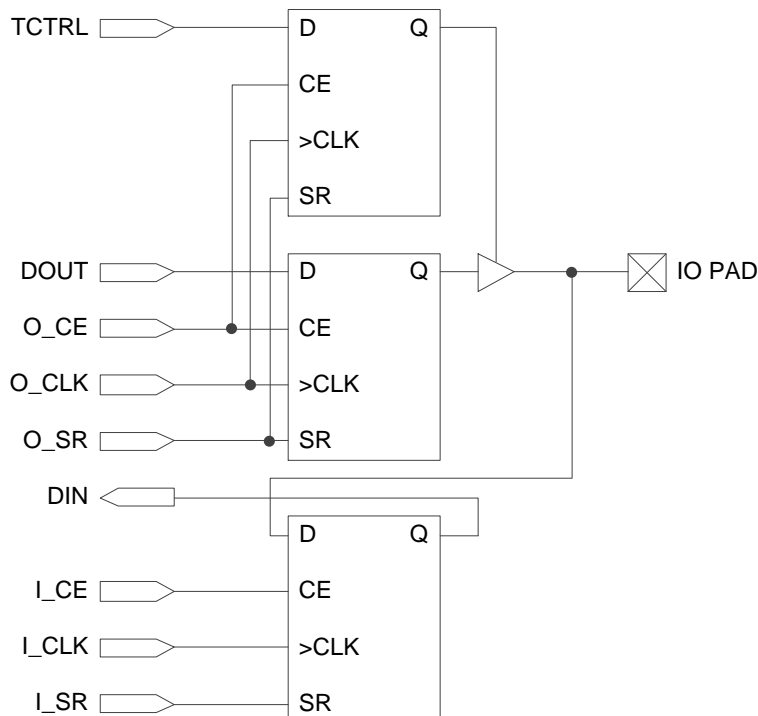 TCTRL D Q
CE
>CLK
SR
DOUT D Q IO PAD
O_CE CE
O_CLK >CLK
O_SR SR
DIN
D Q
I_CE CE
I_CLK >CLK
I_SR SR